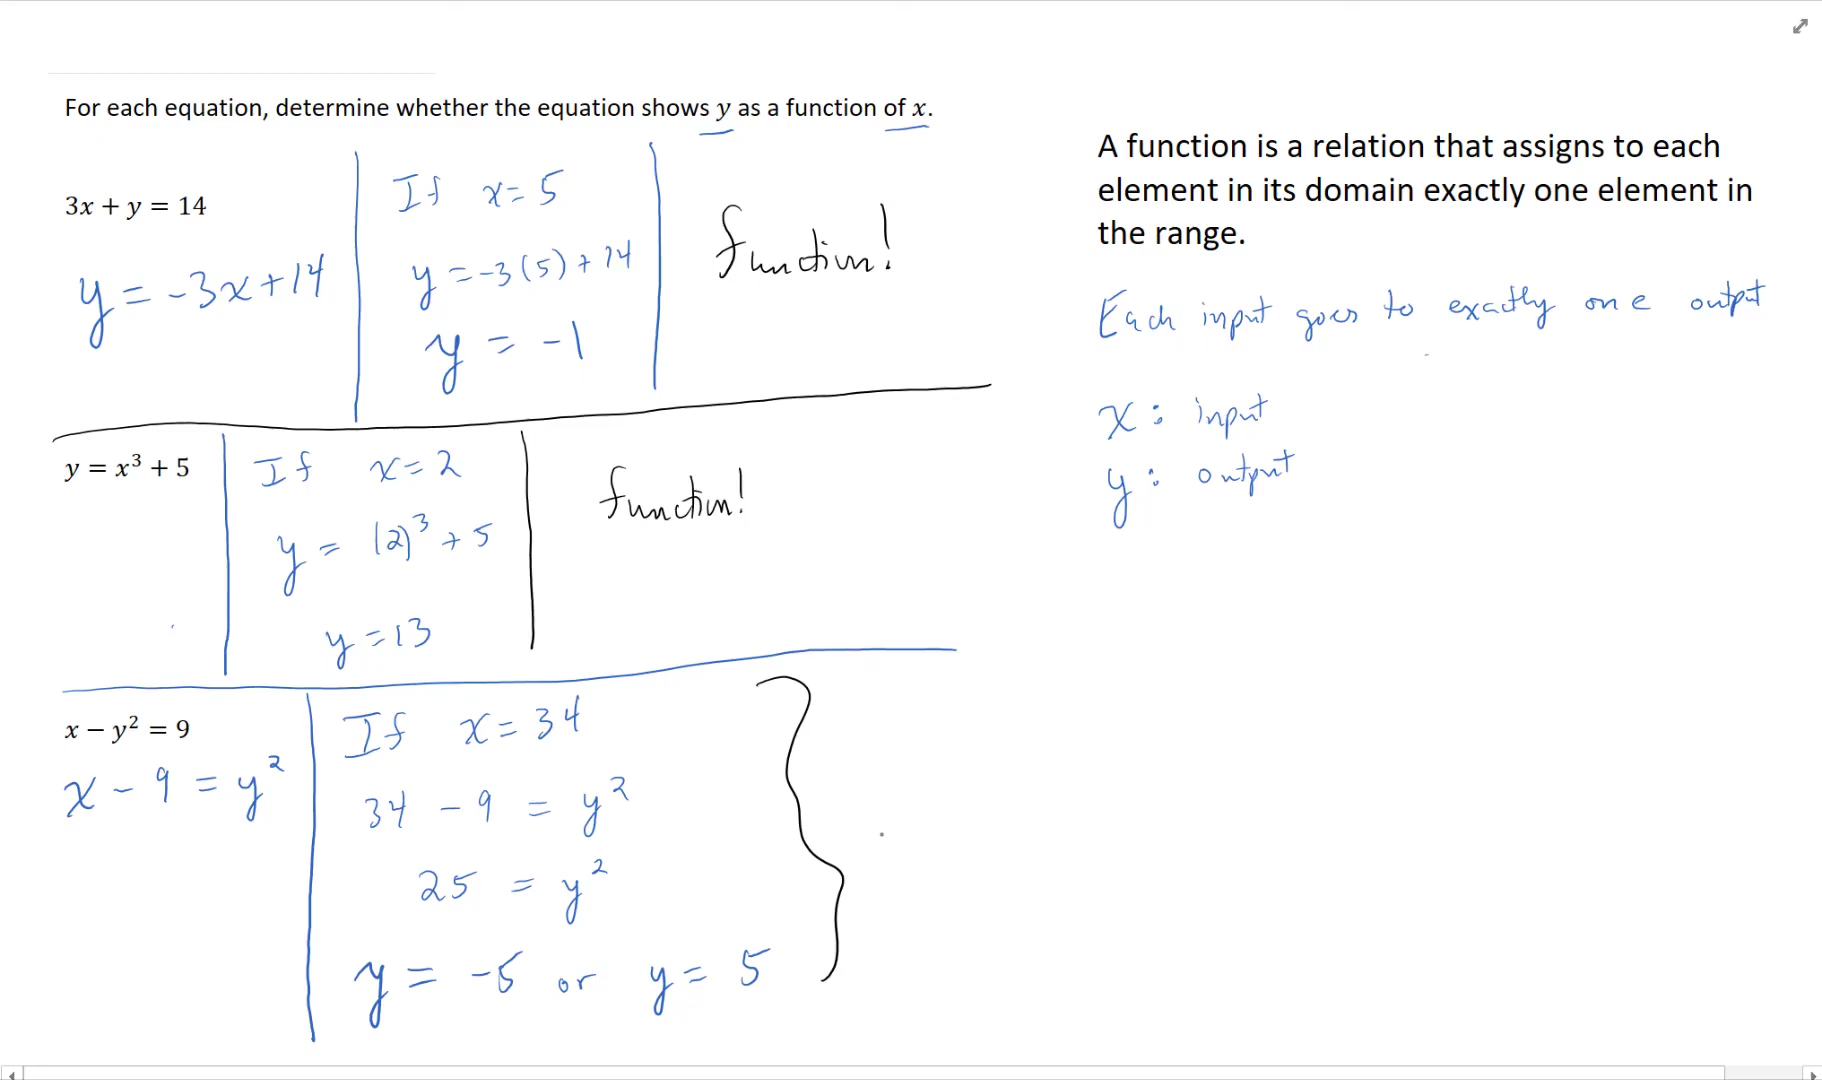 For each equation, determine whether the equation shows y as a function of x.
3x + y = 14
y = -3x + 14
If x = 5
y = -3(5) + 14
y = -1
function!
y = x³ + 5
If x = 2
y = (2)³ + 5
y = 13
function!
x − y² = 9
x - 9 = y²
If x = 34
34 - 9 = y²
25 = y²
y = -5 or y = 5
A function is a relation that assigns to each
element in its domain exactly one element in
the range.
Each input goes to exactly one output
x: input
y: output